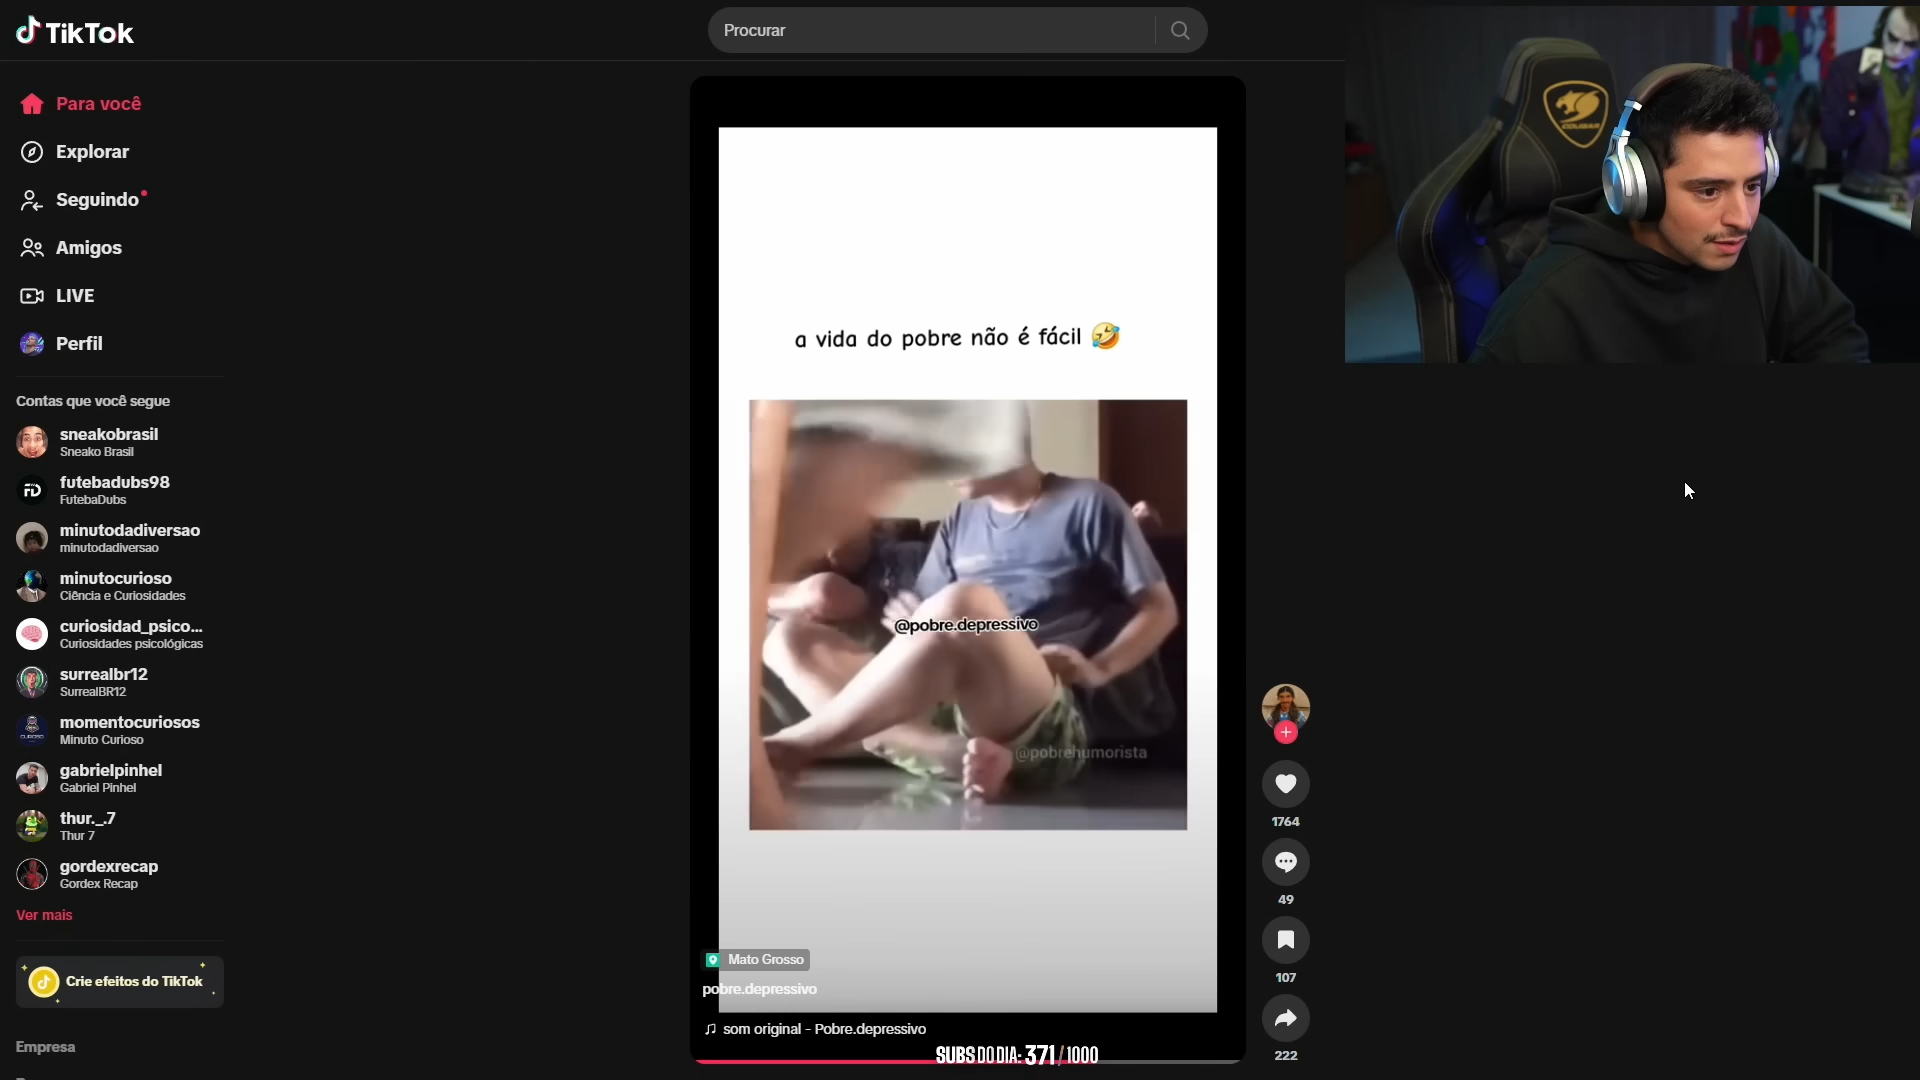 TikTok
Procurar
Para você
Explorar
Seguindo
Amigos
LIVE
Perfil
Contas que você segue
sneakobrasil
Sneako Brasil
futebadubs98
FutebaDubs
minutodadiversao
minutodadiversao
minutocurioso
Ciência e Curiosidades
curiosidad_psico...
Curiosidades psicológicas
surrealbr12
SurrealBR12
momentocuriosos
Minuto Curioso
gabrielpinhel
Gabriel Pinhel
thur._.7
Thur 7
gordexrecap
Gordex Recap
Ver mais
Crie efeitos do TikTok
Empresa
a vida do pobre não é fácil 🤣
@pobre.depressivo
@pobrehumorista
Mato Grosso
pobre.depressivo
som original - Pobre.depressivo
SUBS DO DIA: 371 / 1000
1764
49
107
222
COUGAR